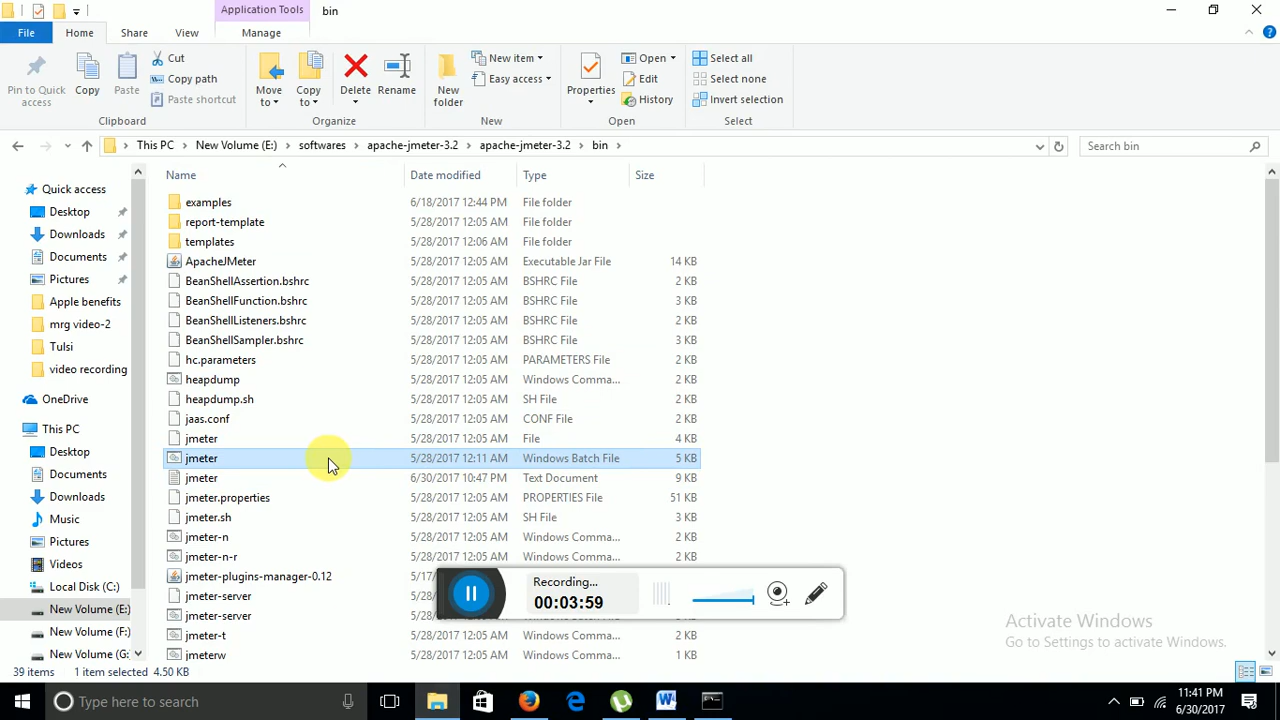 Application Tools
bin
File
Home
Share
View
Manage
Pin to Quick access
Copy
Paste
Cut
Copy path
Paste shortcut
Clipboard
Move to
Copy to
Delete
Rename
Organize
New folder
New item
Easy access
New
Properties
Open
Edit
History
Open
Select all
Select none
Invert selection
Select
This PC > New Volume (E:) > softwares > apache-jmeter-3.2 > apache-jmeter-3.2 > bin >
Search bin
Quick access
Desktop
Downloads
Documents
Pictures
Apple benefits
mrg video-2
Tulsi
video recording
OneDrive
This PC
Desktop
Documents
Downloads
Music
Pictures
Videos
Local Disk (C:)
New Volume (E:)
New Volume (F:)
New Volume (G:
Name Date modified Type Size
examples 6/18/2017 12:44 PM File folder
report-template 5/28/2017 12:05 AM File folder
templates 5/28/2017 12:06 AM File folder
ApacheJMeter 5/28/2017 12:05 AM Executable Jar File 14 KB
BeanShellAssertion.bshrc 5/28/2017 12:05 AM BSHRC File 2 KB
BeanShellFunction.bshrc 5/28/2017 12:05 AM BSHRC File 3 KB
BeanShellListeners.bshrc 5/28/2017 12:05 AM BSHRC File 2 KB
BeanShellSampler.bshrc 5/28/2017 12:05 AM BSHRC File 3 KB
hc.parameters 5/28/2017 12:05 AM PARAMETERS File 2 KB
heapdump 5/28/2017 12:05 AM Windows Comma... 2 KB
heapdump.sh 5/28/2017 12:05 AM SH File 2 KB
jaas.conf 5/28/2017 12:05 AM CONF File 2 KB
jmeter 5/28/2017 12:05 AM File 4 KB
jmeter 5/28/2017 12:11 AM Windows Batch File 5 KB
jmeter 6/30/2017 10:47 PM Text Document 9 KB
jmeter.properties 5/28/2017 12:05 AM PROPERTIES File 51 KB
jmeter.sh 5/28/2017 12:05 AM SH File 3 KB
jmeter-n 5/28/2017 12:05 AM Windows Comma... 2 KB
jmeter-n-r 5/28/2017 12:05 AM Windows Comma... 2 KB
jmeter-plugins-manager-0.12 5/17/
jmeter-server
jmeter-server
jmeter-t 5/28/2017 12:05 AM Windows Comma... 2 KB
jmeterw 5/28/2017 12:05 AM Windows Comma... 1 KB
Recording...
00:03:59
Activate Windows
Go to Settings to activate Windows.
39 items 1 item selected 4.50 KB
Type here to search
11:41 PM
6/30/2017